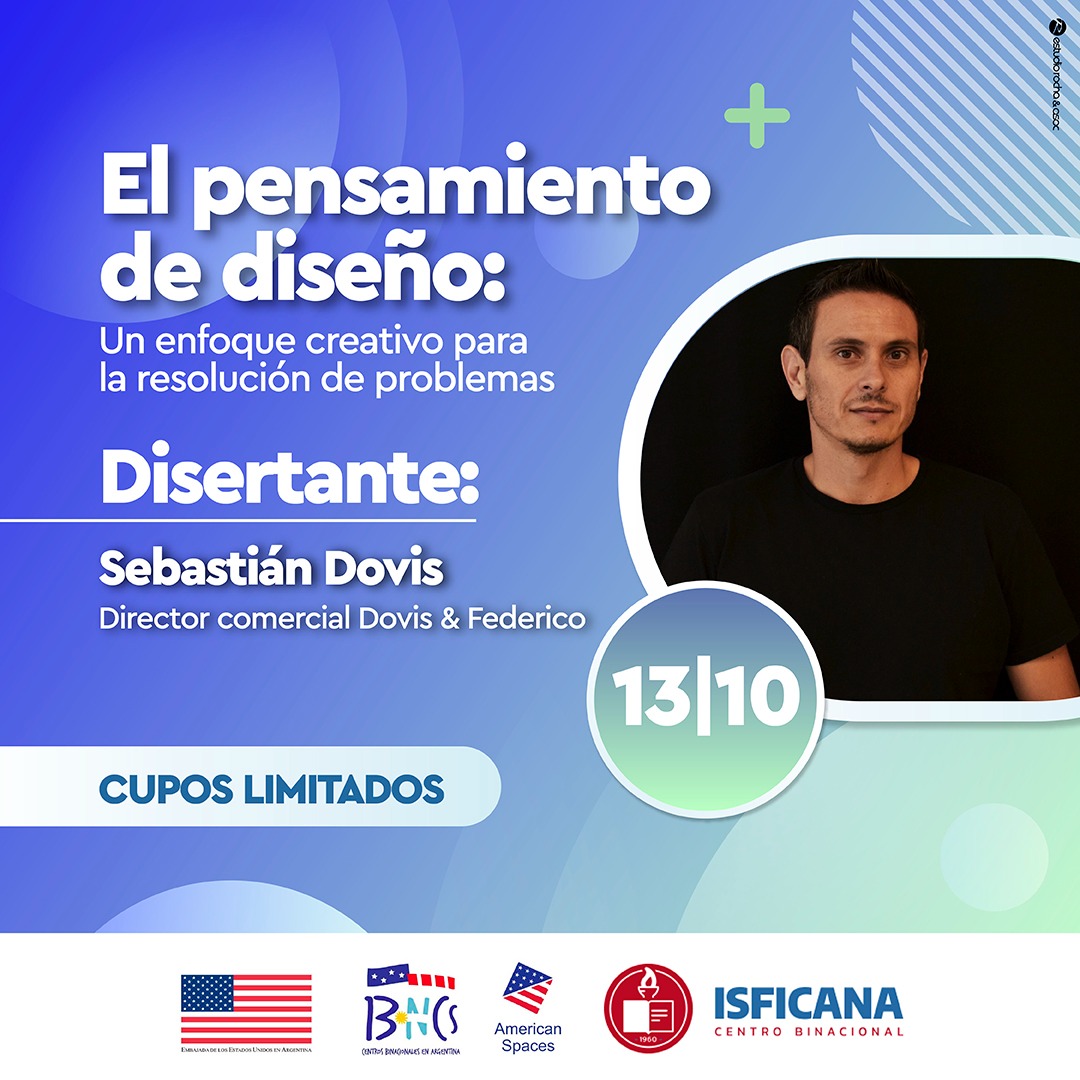 estudio rocha & asoc
El pensamiento
de diseño:
Un enfoque creativo para
la resolución de problemas
Disertante:
Sebastián Dovis
Director comercial Dovis & Federico
13|10
CUPOS LIMITADOS
EMBAJADA DE LOS ESTADOS UNIDOS EN ARGENTINA
BNCs
CENTROS BINACIONALES EN ARGENTINA
American
Spaces
1960
ISFICANA
CENTRO BINACIONAL